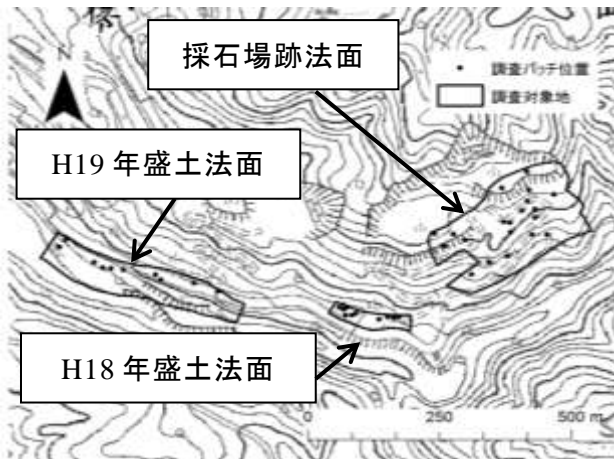 採石場跡法面
N
調査パッチ位置
調査対象地
H19 年盛土法面
H18 年盛土法面
0 250 500 m